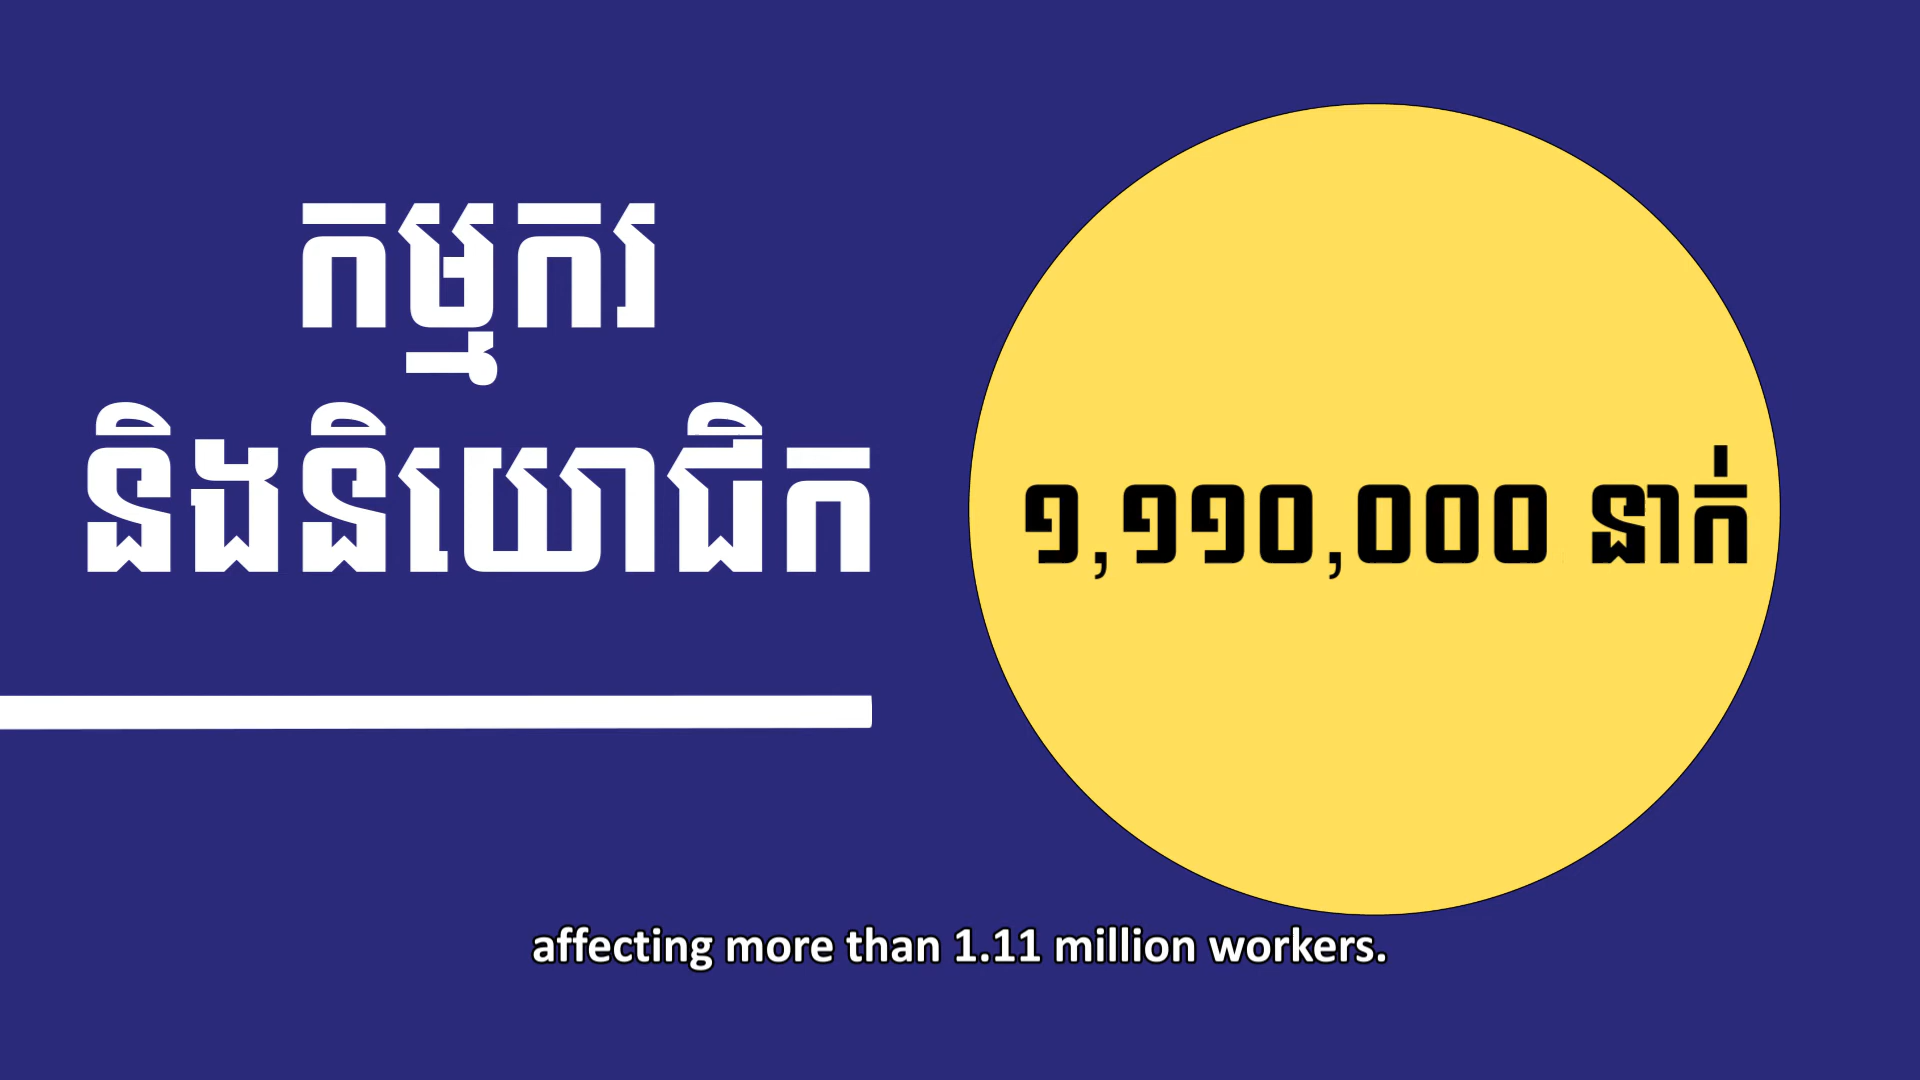 កម្មករ
និងនិយោជិក
១,១១០,០០០ នាក់
affecting more than 1.11 million workers.